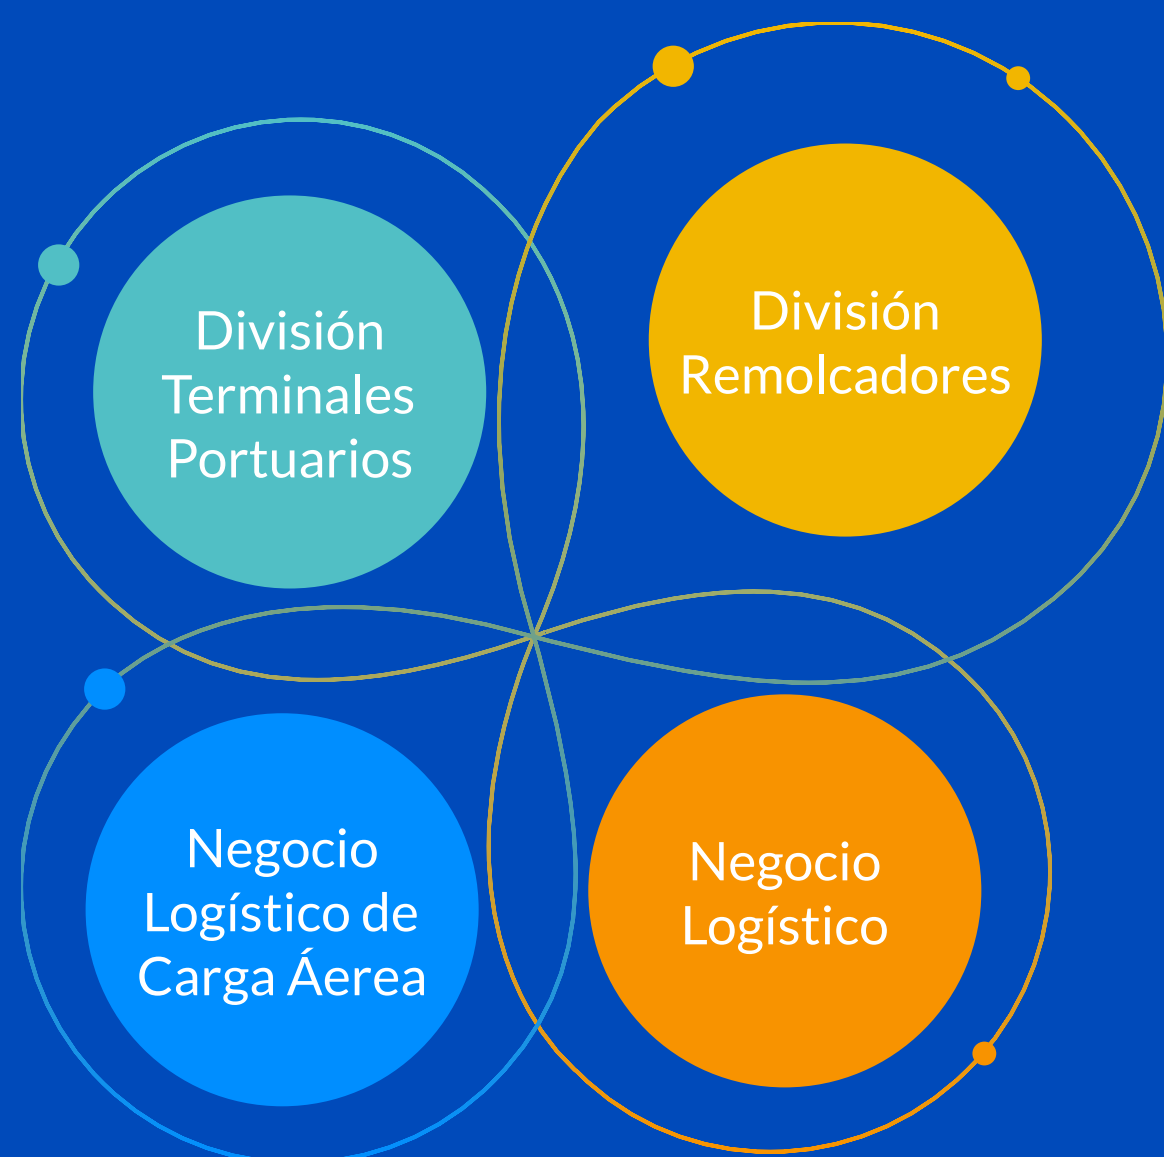 División
Terminales
Portuarios
División
Remolcadores
Negocio
Logístico de
Carga Áerea
Negocio
Logístico